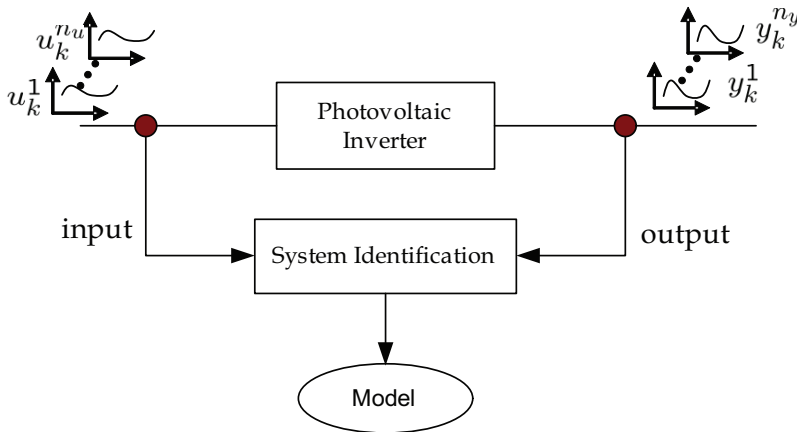 u_k^{n_u}
y_k^{n_y}
u_k^1
y_k^1
Photovoltaic
Inverter
input
output
System Identification
Model